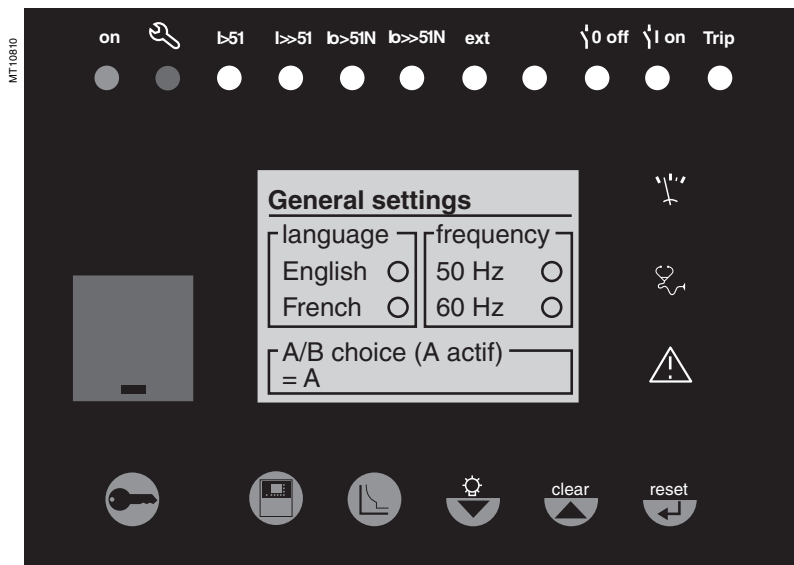 MT10810
on I>51 I>>51 Io>51N Io>>51N ext 0 off I on Trip
General settings
language frequency
English 50 Hz
French 60 Hz
A/B choice (A actif)
= A
clear reset